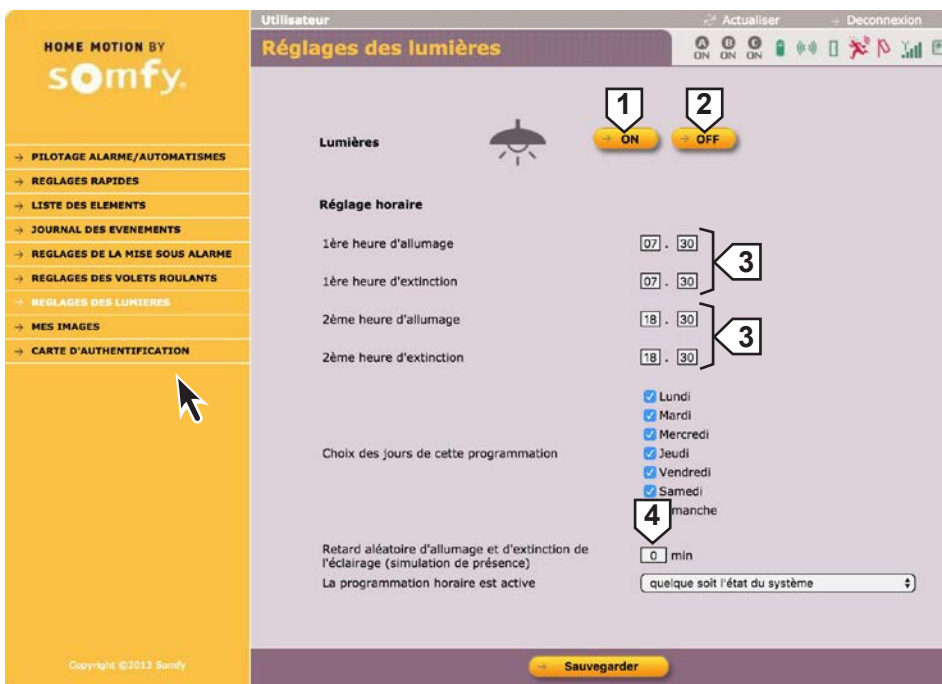 Utilisateur
Actualiser
Deconnexion
HOME MOTION BY
somfy.
Réglages des lumières
A B C
ON ON ON
1
2
Lumières
→ ON
→ OFF
→ PILOTAGE ALARME/AUTOMATISMES
→ REGLAGES RAPIDES
→ LISTE DES ELEMENTS
→ JOURNAL DES EVENEMENTS
→ REGLAGES DE LA MISE SOUS ALARME
→ REGLAGES DES VOLETS ROULANTS
→ REGLAGES DES LUMIERES
→ MES IMAGES
→ CARTE D'AUTHENTIFICATION
Réglage horaire
1ère heure d'allumage 07 . 30
3
1ère heure d'extinction 07 . 30
2ème heure d'allumage 18 . 30
3
2ème heure d'extinction 18 . 30
Choix des jours de cette programmation
Lundi
Mardi
Mercredi
Jeudi
Vendredi
Samedi
manche
4
Retard aléatoire d'allumage et d'extinction de
l'éclairage (simulation de présence)
0 min
La programmation horaire est active
quelque soit l'état du système
Copyright ©2013 Somfy
→ Sauvegarder